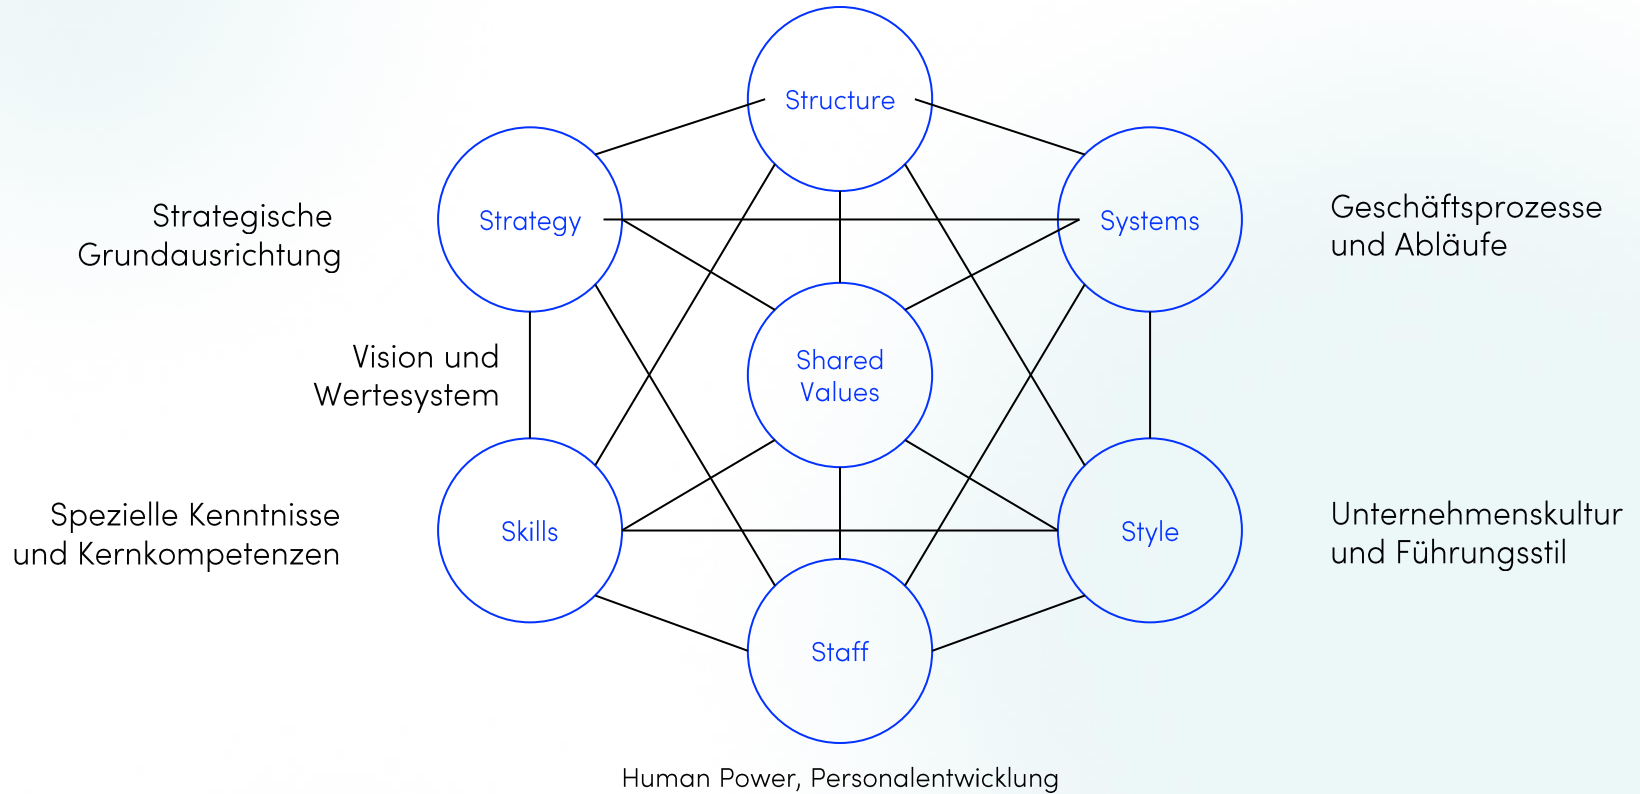 Structure
Strategy
Systems
Strategische
Grundausrichtung
Geschäftsprozesse
und Abläufe
Vision und
Wertesystem
Shared
Values
Spezielle Kenntnisse
und Kernkompetenzen
Skills
Style
Unternehmenskultur
und Führungsstil
Staff
Human Power, Personalentwicklung